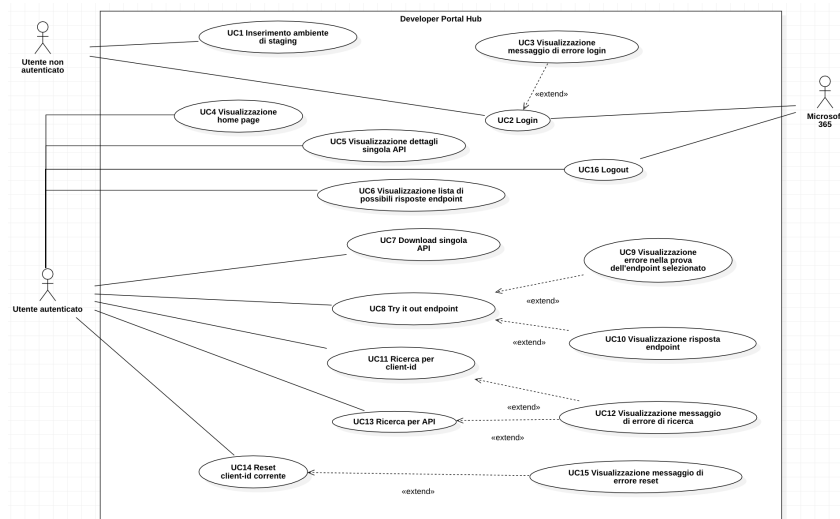 Developer Portal Hub
UC1 Inserimento ambiente
di staging
UC3 Visualizzazione
messaggio di errore login
Utente non
autenticato
«extend»
UC4 Visualizzazione
home page
UC2 Login
Microsof
365
UC5 Visualizzazione dettagli
singola API
UC16 Logout
UC6 Visualizzazione lista di
possibili risposte endpoint
UC7 Download singola
API
UC9 Visualizzazione
errore nella prova
dell'endpoint selezionato
«extend»
Utente autenticato
UC8 Try it out endpoint
«extend»
UC10 Visualizzazione risposta
endpoint
UC11 Ricerca per
client-id
«extend»
UC12 Visualizzazione messaggio
di errore di ricerca
UC13 Ricerca per API
«extend»
UC14 Reset
client-id corrente
UC15 Visualizzazione messaggio di
errore reset
«extend»